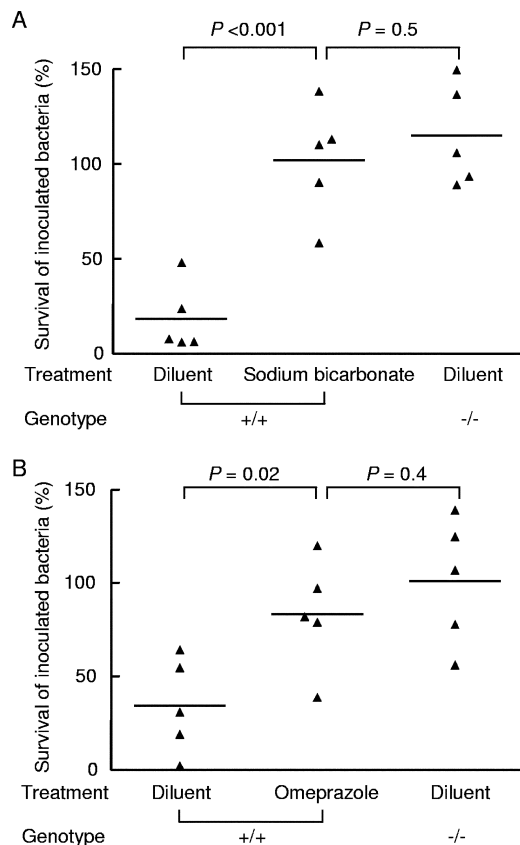 A
P <0.001 P = 0.5
Survival of inoculated bacteria (%)
150
100
50
0
Treatment Diluent Sodium bicarbonate Diluent
Genotype +/+ -/-
B
P = 0.02 P = 0.4
Survival of inoculated bacteria (%)
150
100
50
0
Treatment Diluent Omeprazole Diluent
Genotype +/+ -/-